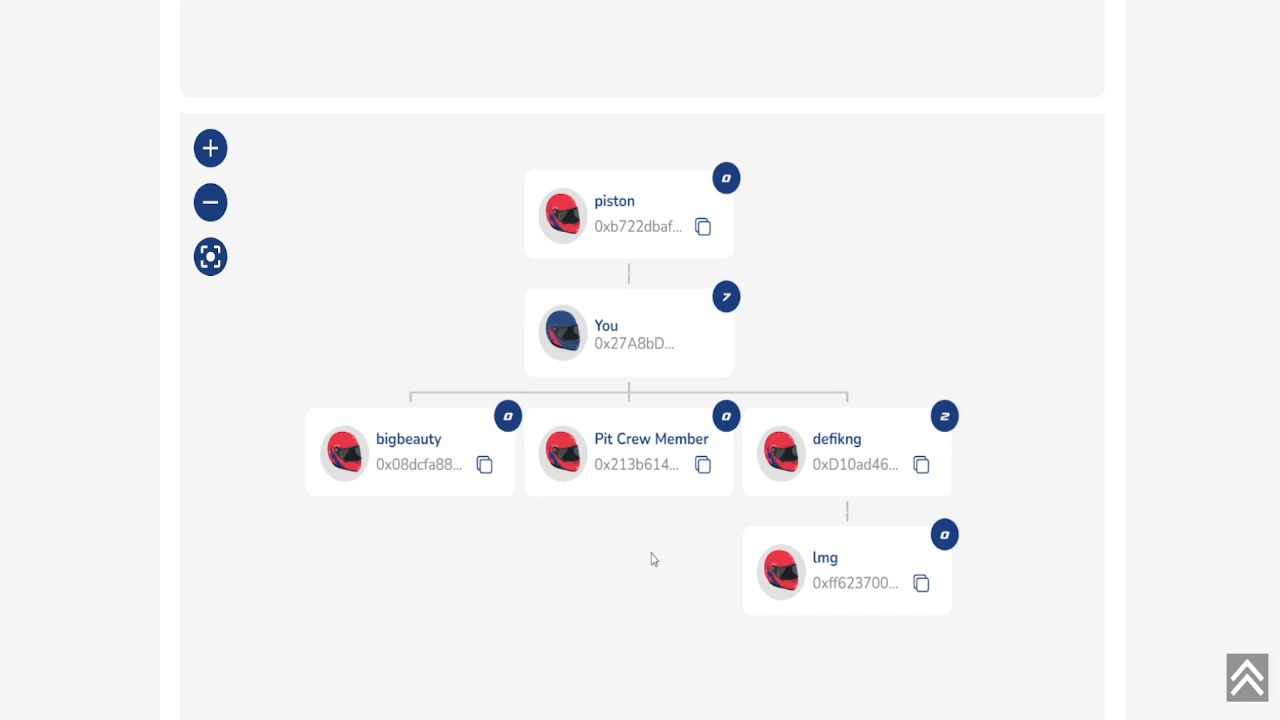 0
piston
0xb722dbaf...
7
You
0x27A8bD...
0
0
2
bigbeauty
Pit Crew Member
defikng
0x08dcfa88...
0x213b614...
0xD10ad46...
0
lmg
0xff623700...